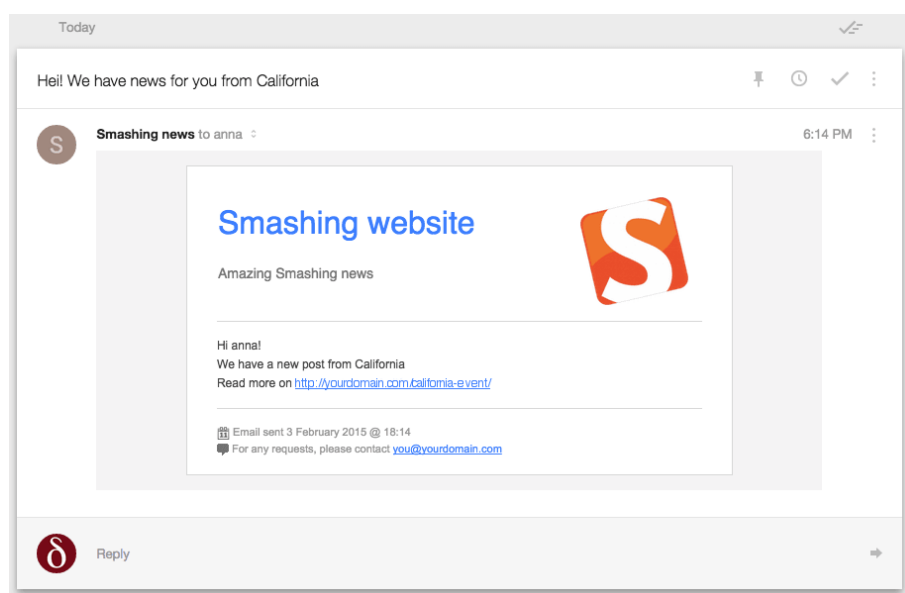 Today
Hei! We have news for you from California
S
Smashing news to anna
6:14 PM
Smashing website
S
Amazing Smashing news
Hi anna!
We have a new post from California
Read more on http://yourdomain.com/california-event/
11
Email sent 3 February 2015 @ 18:14
For any requests, please contact you@yourdomain.com
δ
Reply